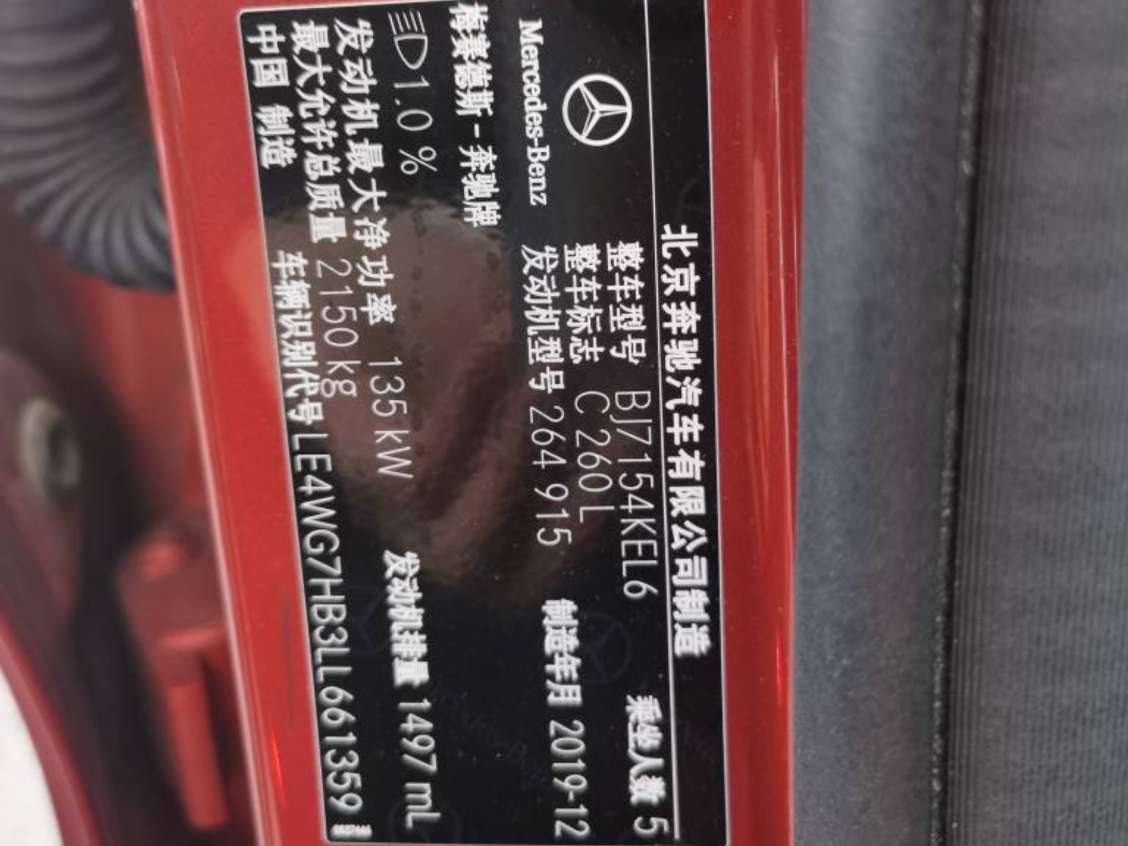 北京奔驰汽车有限公司制造
整车型号 BJ7154KEL6 乘坐人数 5
整车标志 C 260 L
发动机型号 264 915 制造年月 2019-12
Mercedes-Benz
梅赛德斯-奔驰牌
1.0 %
发动机最大净功率 135 kW 发动机排量 1497 mL
最大允许总质量 2150 kg
中国 制造 车辆识别代号 LE4WG7HB3LL661359